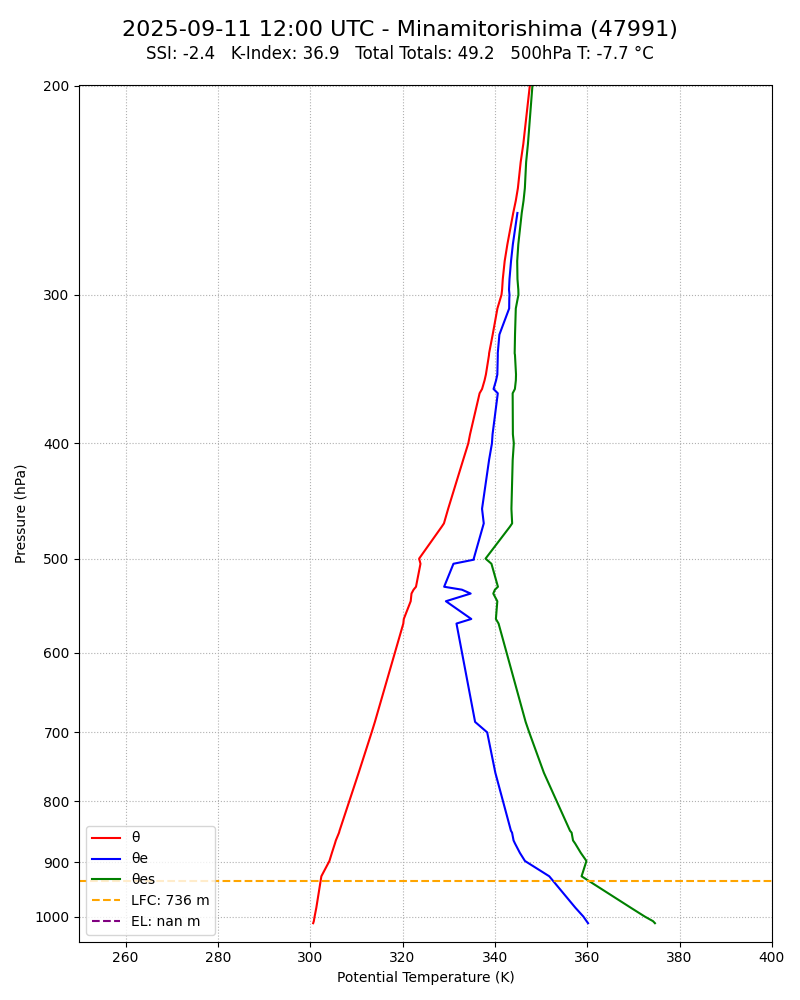 2025-09-11 12:00 UTC - Minamitorishima (47991)
SSI: -2.4 K-Index: 36.9 Total Totals: 49.2 500hPa T: -7.7 °C
200
300
400
500
600
700
800
900
1000
Pressure (hPa)
θ
θe
θes
LFC: 736 m
EL: nan m
260 280 300 320 340 360 380 400
Potential Temperature (K)